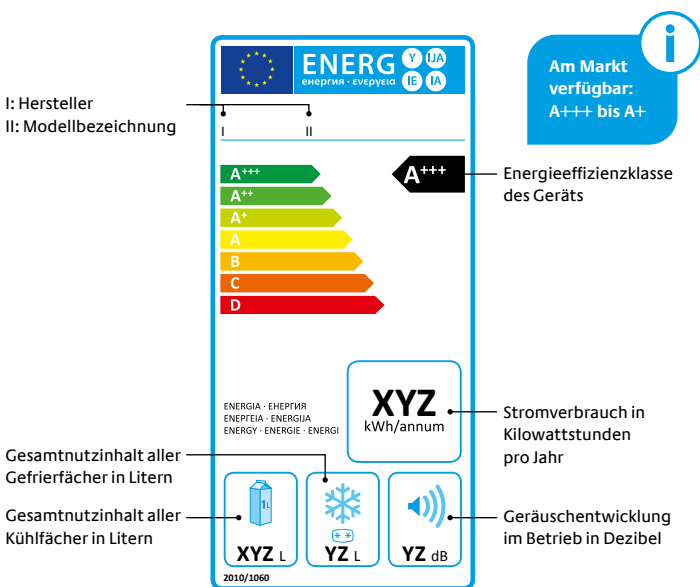 ENERG Y IJA
енергия · ενεργεια IE IA
i
Am Markt
verfügbar:
A+++ bis A+
I: Hersteller
II: Modellbezeichnung
I II
A+++
A++
A+
A
B
C
D
A+++
Energieeffizienzklasse
des Geräts
ENERGIA · ЕНЕРГИЯ
ΕΝΕΡΓΕΙΑ · ENERGIJA
ENERGY · ENERGIE · ENERGI
XYZ
kWh/annum
Stromverbrauch in
Kilowattstunden
pro Jahr
Gesamtnutzinhalt aller
Gefrierfächer in Litern
Gesamtnutzinhalt aller
Kühlfächer in Litern
1L
XYZ L
YZ L
YZ dB
Geräuschentwicklung
im Betrieb in Dezibel
2010/1060